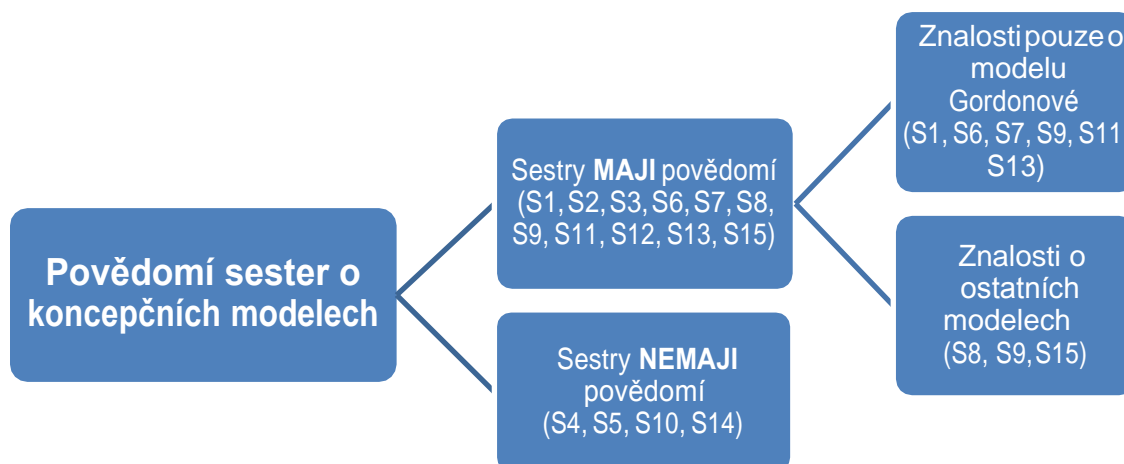 Povědomí sester o
koncepčních modelech
Sestry MAJI povědomí
(S1, S2, S3, S6, S7, S8,
S9, S11, S12, S13, S15)
Sestry NEMAJI
povědomí
(S4, S5, S10, S14)
Znalosti pouze o
modelu
Gordonové
(S1, S6, S7, S9, S11
S13)
Znalosti o
ostatních
modelech
(S8, S9, S15)